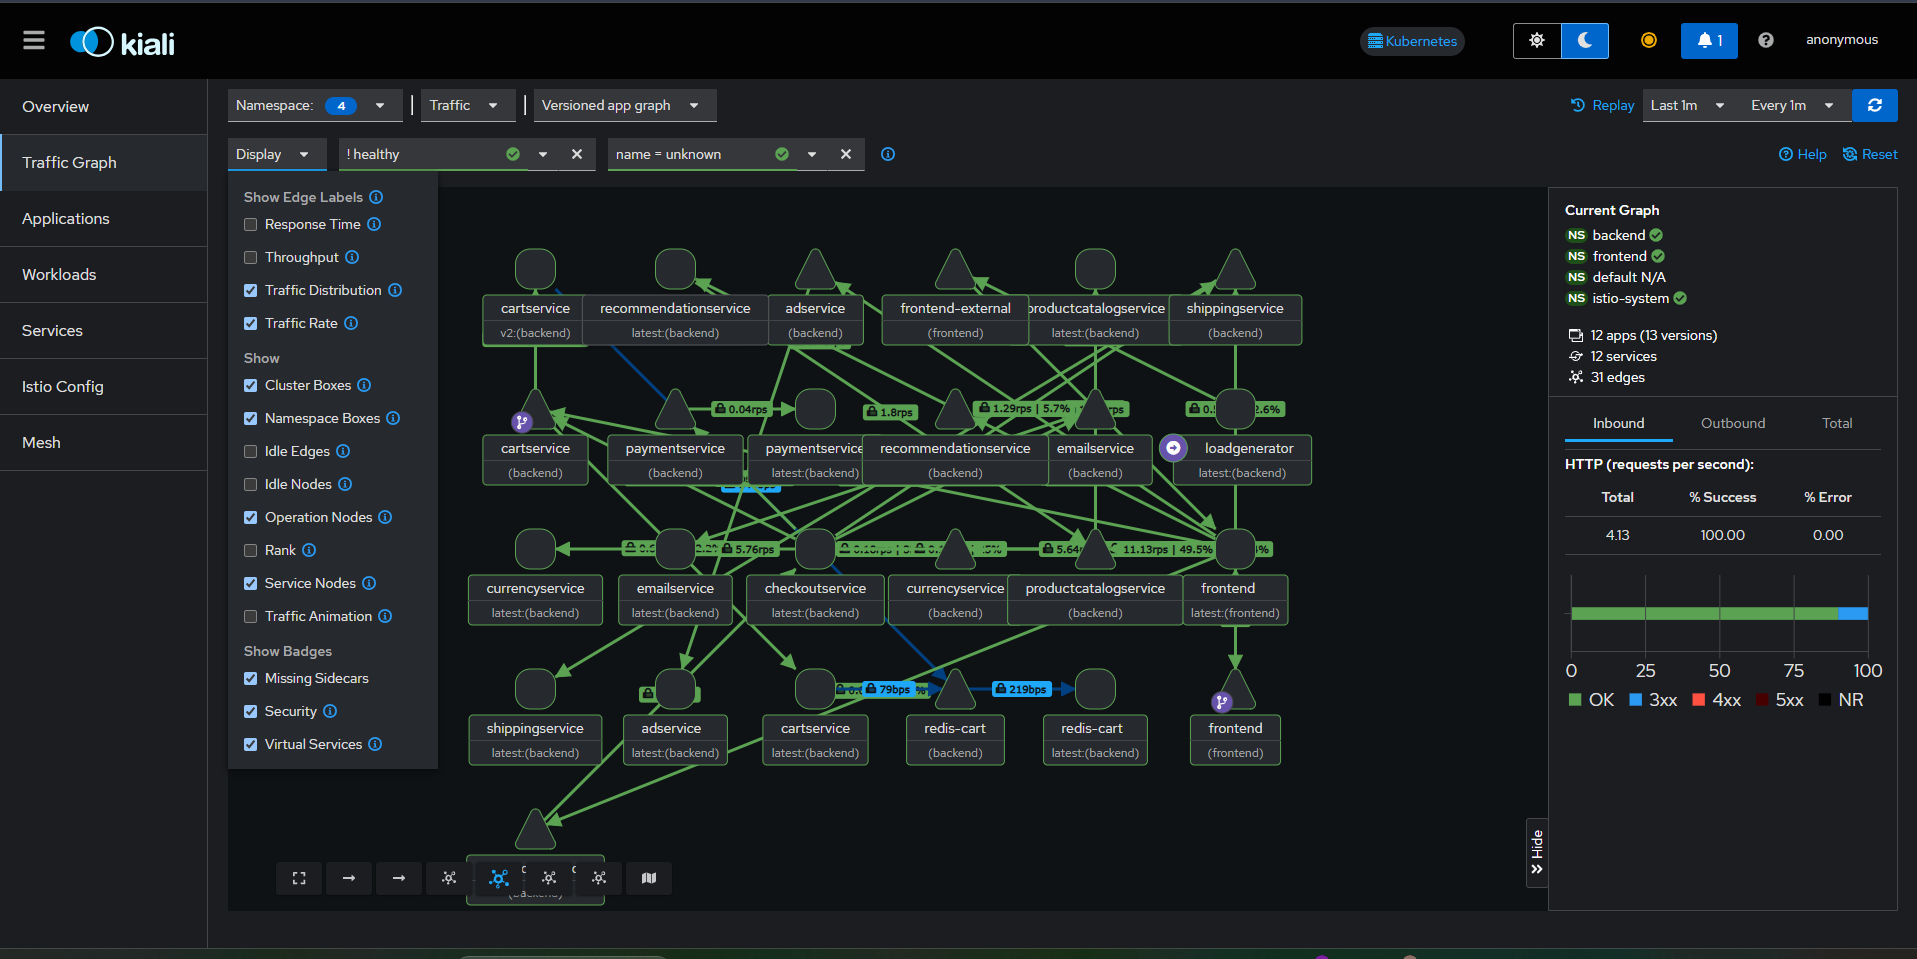 kiali
Kubernetes
1
anonymous
Overview
Traffic Graph
Applications
Workloads
Services
Istio Config
Mesh
Namespace: 4
Traffic
Versioned app graph
Replay
Last 1m
Every 1m
Display
! healthy
name = unknown
Help
Reset
Show Edge Labels
Response Time
Throughput
Traffic Distribution
Traffic Rate
Show
Cluster Boxes
Namespace Boxes
Idle Edges
Idle Nodes
Operation Nodes
Rank
Service Nodes
Traffic Animation
Show Badges
Missing Sidecars
Security
Virtual Services
cartservice
v2:(backend)
recommendationservice
latest:(backend)
adservice
(backend)
frontend-external
(frontend)
productcatalogservice
latest:(backend)
shippingservice
(backend)
0.04rps
1.8rps
1.29rps | 5.7%
2.6%
cartservice
(backend)
paymentservice
(backend)
paymentservice
latest:(backend)
recommendationservice
(backend)
emailservice
(backend)
loadgenerator
latest:(backend)
5.76rps
5.64
11.13rps | 49.5%
currencyservice
latest:(backend)
emailservice
latest:(backend)
checkoutservice
latest:(backend)
currencyservice
(backend)
productcatalogservice
(backend)
frontend
latest:(frontend)
79bps
219bps
shippingservice
latest:(backend)
adservice
latest:(backend)
cartservice
latest:(backend)
redis-cart
(backend)
redis-cart
latest:(backend)
frontend
(frontend)
(backend)
Hide
Current Graph
NS backend
NS frontend
NS default N/A
NS istio-system
12 apps (13 versions)
12 services
31 edges
Inbound
Outbound
Total
HTTP (requests per second):
Total % Success % Error
4.13 100.00 0.00
0 25 50 75 100
OK 3xx 4xx 5xx NR